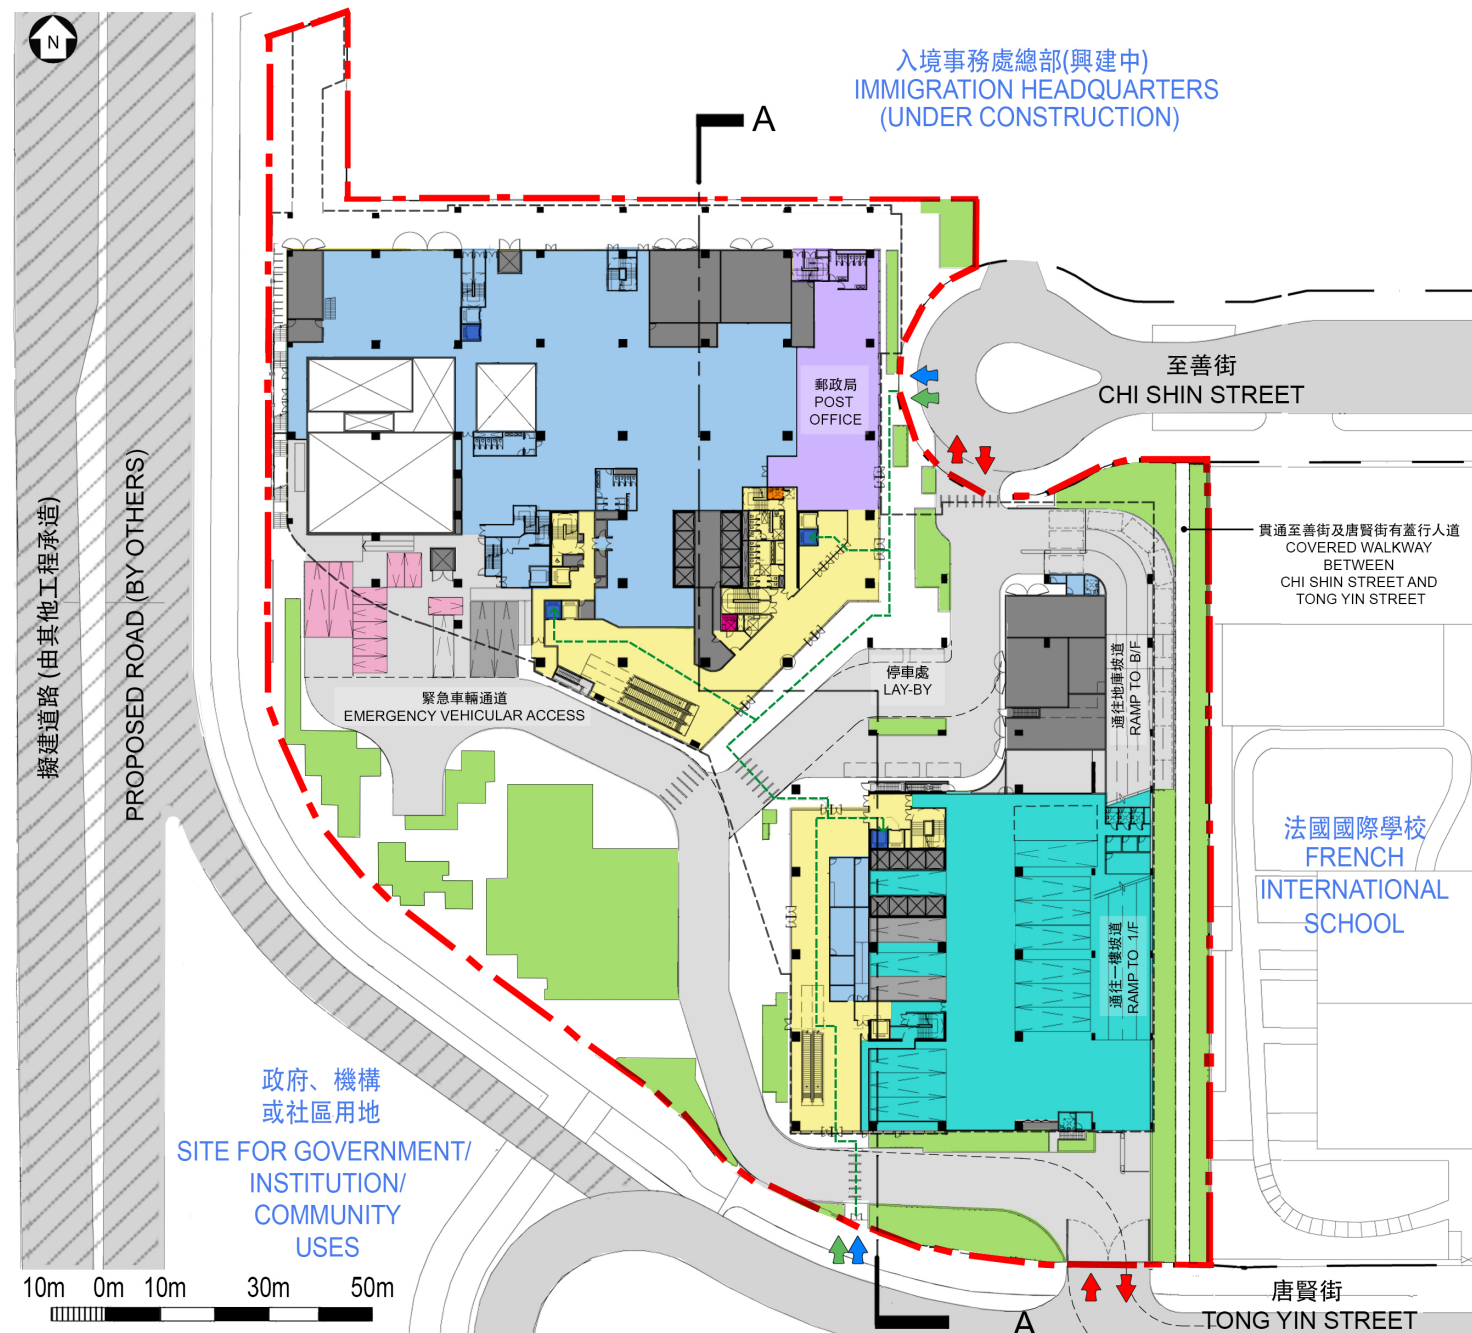 N
入境事務處總部(興建中)
IMMIGRATION HEADQUARTERS
(UNDER CONSTRUCTION)
A
至善街
CHI SHIN STREET
郵政局
POST
OFFICE
貫通至善街及唐賢街有蓋行人道
COVERED WALKWAY
BETWEEN
CHI SHIN STREET AND
TONG YIN STREET
擬建道路 (由其他工程承造)
PROPOSED ROAD (BY OTHERS)
停車處
LAY-BY
通往地庫坡道
RAMP TO B/F
緊急車輛通道
EMERGENCY VEHICULAR ACCESS
法國國際學校
FRENCH
INTERNATIONAL
SCHOOL
通往一樓坡道
RAMP TO 1/F
政府、機構
或社區用地
SITE FOR GOVERNMENT/
INSTITUTION/
COMMUNITY
USES
10m 0m 10m 30m 50m
唐賢街
TONG YIN STREET
A